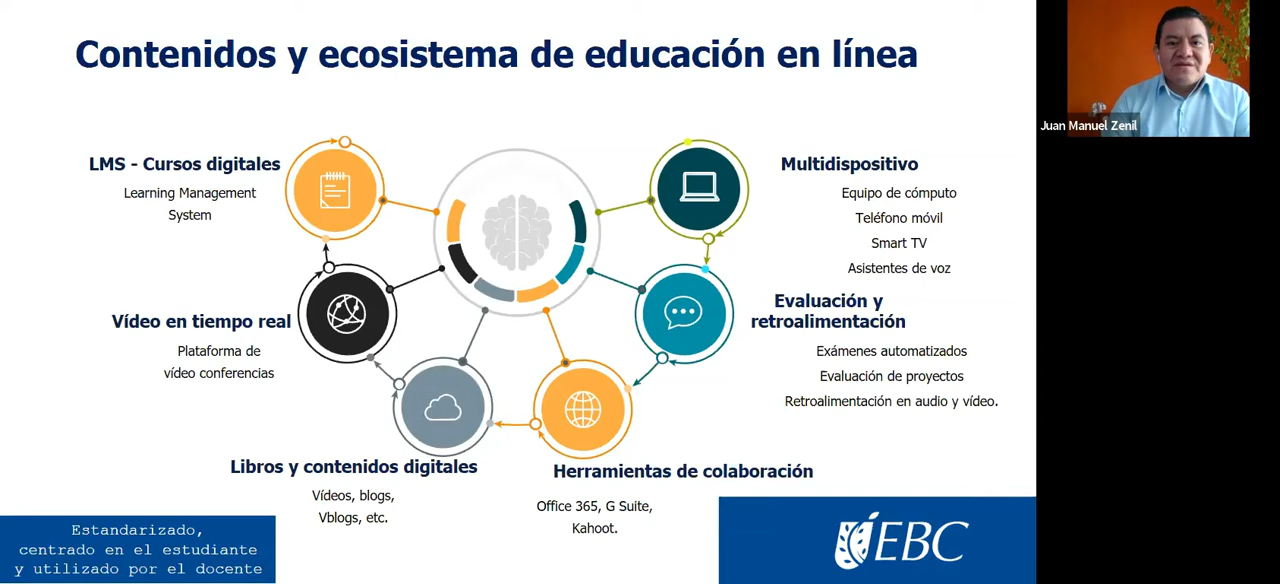 Contenidos y ecosistema de educación en línea
Juan Manuel Zenil
LMS - Cursos digitales
Learning Management
System
Multidispositivo
Equipo de cómputo
Teléfono móvil
Smart TV
Asistentes de voz
Vídeo en tiempo real
Plataforma de
vídeo conferencias
Evaluación y
retroalimentación
Exámenes automatizados
Evaluación de proyectos
Retroalimentación en audio y vídeo.
Libros y contenidos digitales
Vídeos, blogs,
Vblogs, etc.
Herramientas de colaboración
Office 365, G Suite,
Kahoot.
Estandarizado,
centrado en el estudiante
y utilizado por el docente
EBC